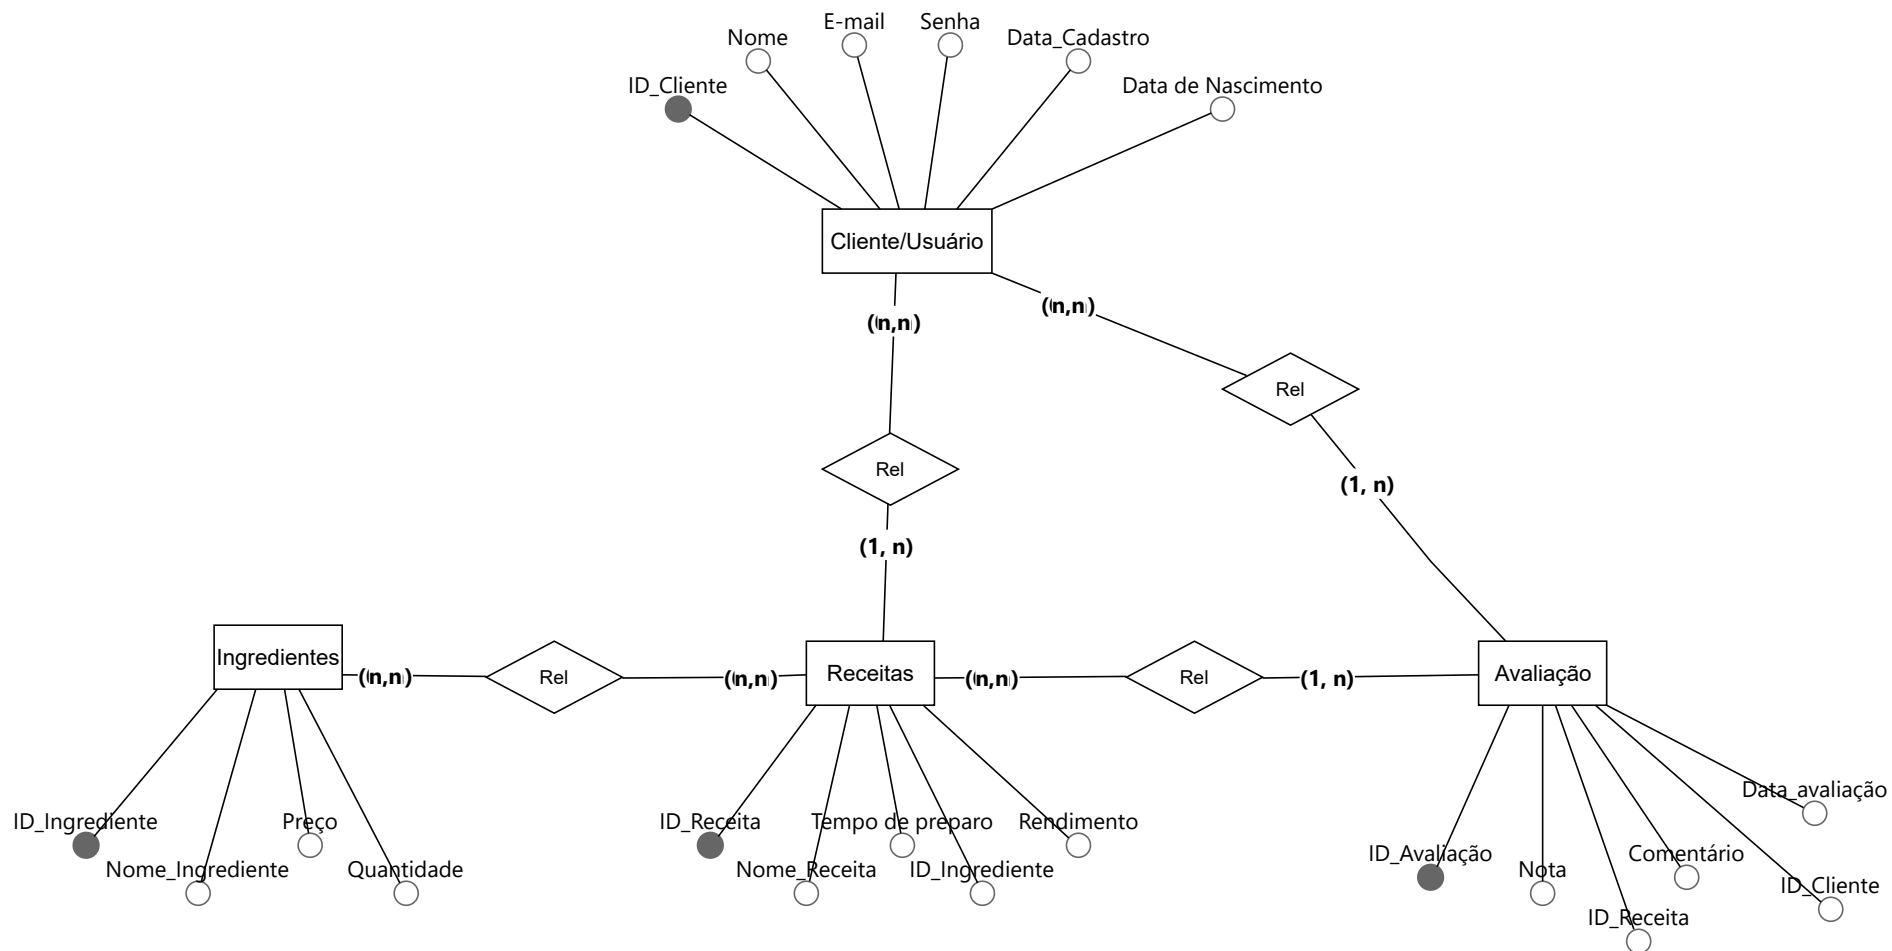 E-mail
Senha
Nome
Data_Cadastro
ID_Cliente
Data de Nascimento
Cliente/Usuário
(n,n)
(n,n)
Rel
Rel
(1, n)
(1, n)
Ingredientes
(n,n)
Rel
(n,n)
Receitas
(n,n)
Rel
(1, n)
Avaliação
Data_avaliação
ID_Ingrediente
Preço
ID_Receita
Tempo de preparo
Rendimento
ID_Avaliação
Comentário
Nome_Ingrediente
Quantidade
Nome_Receita
ID_Ingrediente
Nota
ID_Cliente
ID_Receita